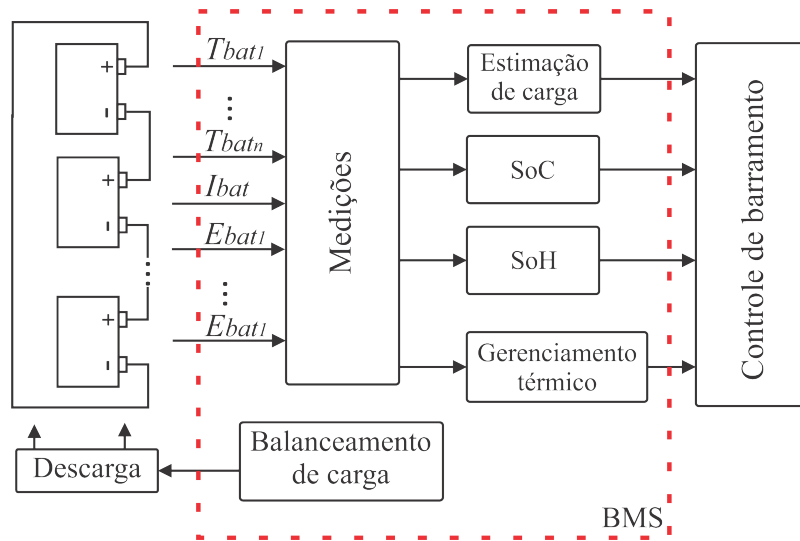 +
-
+
-
+
-
Tbat1
...
Tbatn
Ibat
Ebat1
...
Ebat1
Medições
Estimação
de carga
SoC
SoH
Gerenciamento
térmico
Controle de barramento
Descarga
Balanceamento
de carga
BMS